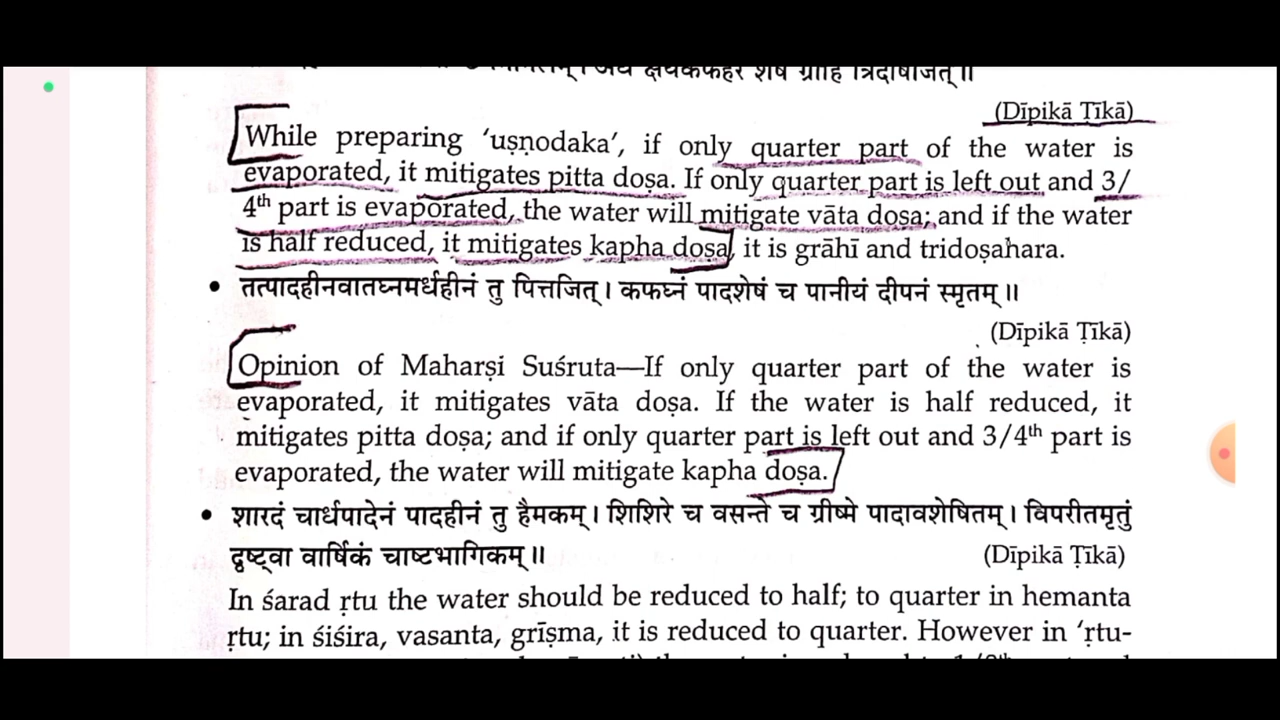 शेषं ग्राहि त्रिदोषजित्॥
(Dīpikā Ṭīkā)
While preparing ‘uṣṇodaka’, if only quarter part of the water is
evaporated, it mitigates pitta doṣa. If only quarter part is left out and 3/
4th part is evaporated, the water will mitigate vāta doṣa; and if the water
is half reduced, it mitigates kapha doṣa, it is grāhī and tridoṣahara.
• तत्पादहीनवातघ्नमर्धहीनं तु पित्तजित्। कफघ्नं पादशेषं च पानीयं दीपनं स्मृतम्॥
(Dīpikā Ṭīkā)
Opinion of Maharṣi Suśruta—If only quarter part of the water is
evaporated, it mitigates vāta doṣa. If the water is half reduced, it
mitigates pitta doṣa; and if only quarter part is left out and 3/4th part is
evaporated, the water will mitigate kapha doṣa.
• शारदं चार्धपादेनं पादहीनं तु हैमकम्। शिशिरे च वसन्ते च ग्रीष्मे पादावशेषितम्। विपरीतमृतुं
द्वष्ट्वा वार्षिकं चाष्टभागिकम्॥
(Dīpikā Ṭīkā)
In śarad ṛtu the water should be reduced to half; to quarter in hemanta
ṛtu; in śiśira, vasanta, grīṣma, it is reduced to quarter. However in ‘ṛtu-